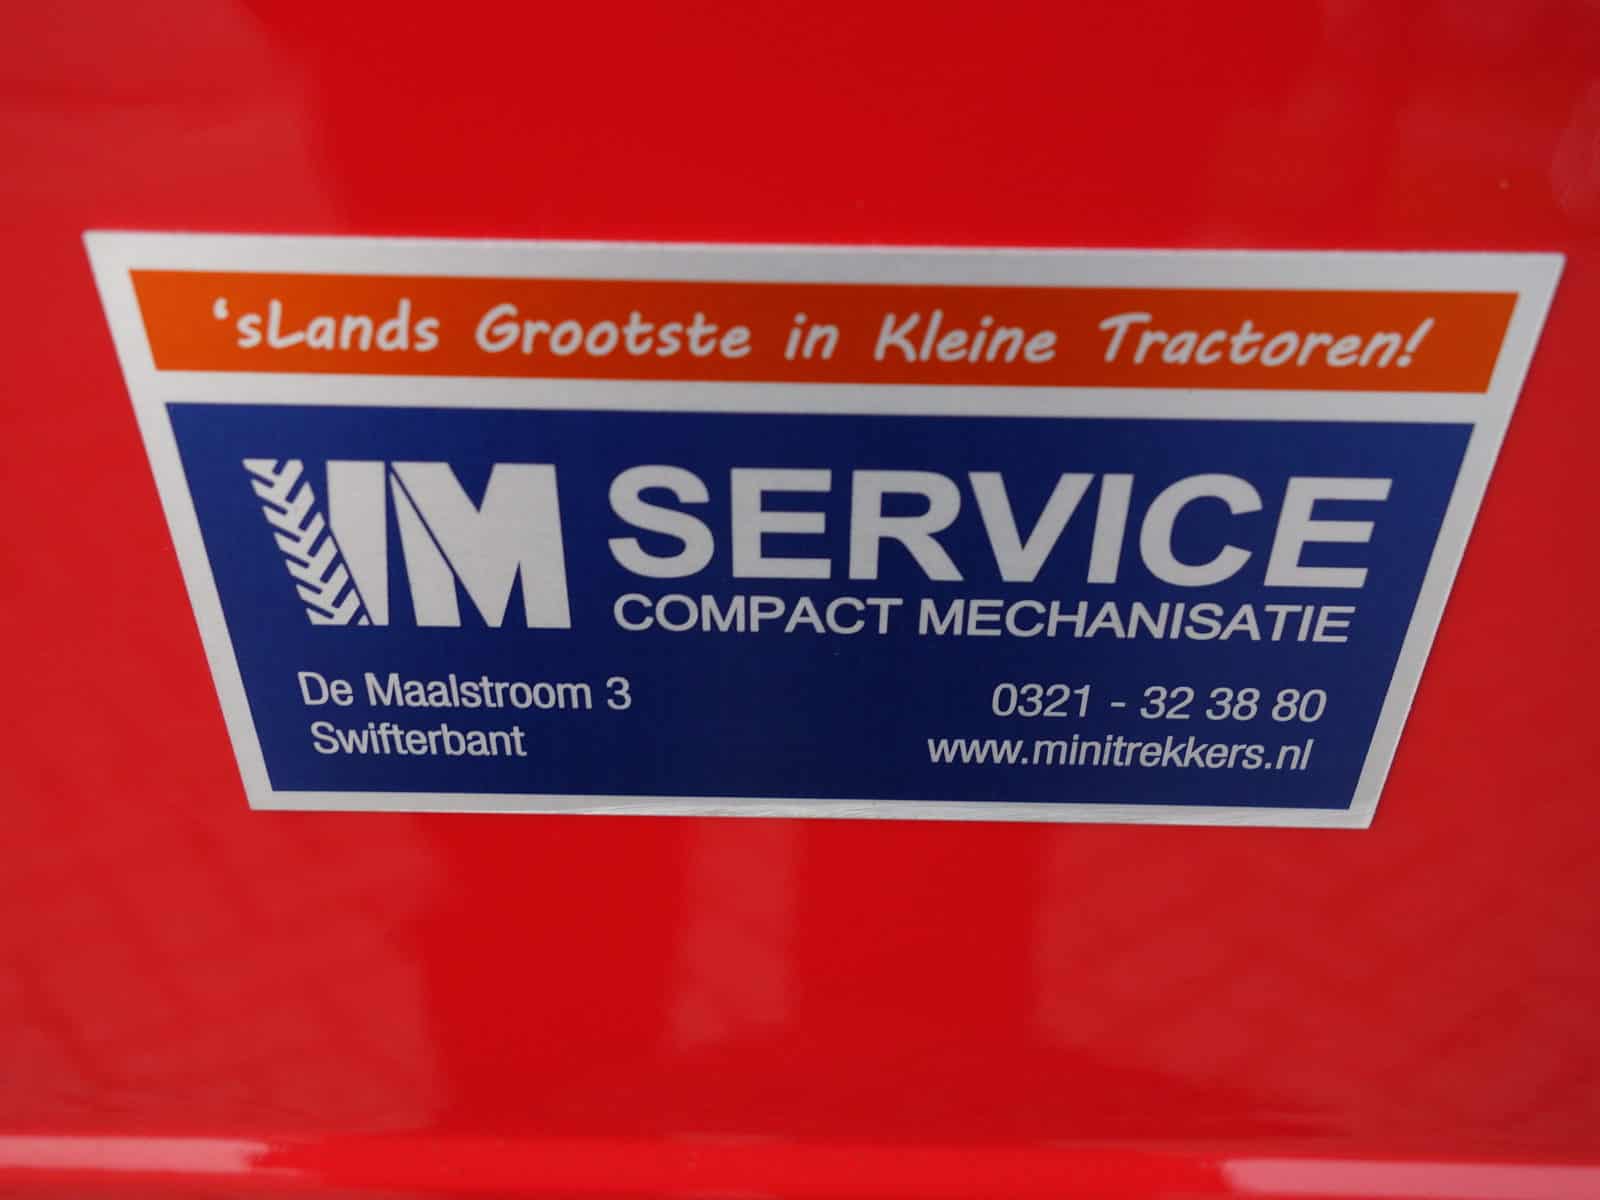 ‘sLands Grootste in Kleine Tractoren!
IM SERVICE
COMPACT MECHANISATIE
De Maalstroom 3
Swifterbant
0321 - 32 38 80
www.minitrekkers.nl